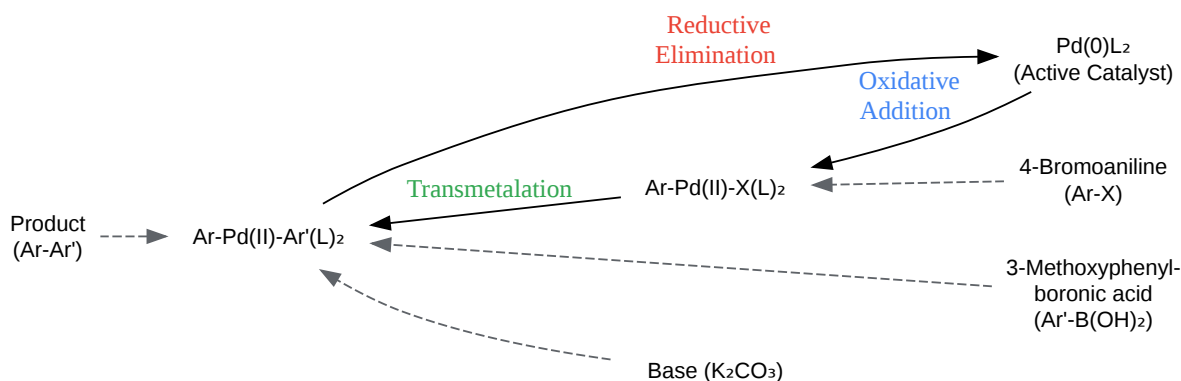 Reductive
Elimination
Pd(0)L₂
(Active Catalyst)
Oxidative
Addition
4-Bromoaniline
(Ar-X)
Transmetalation
Ar-Pd(II)-X(L)₂
Product
(Ar-Ar')
Ar-Pd(II)-Ar'(L)₂
3-Methoxyphenyl-
boronic acid
(Ar'-B(OH)₂)
Base (K₂CO₃)